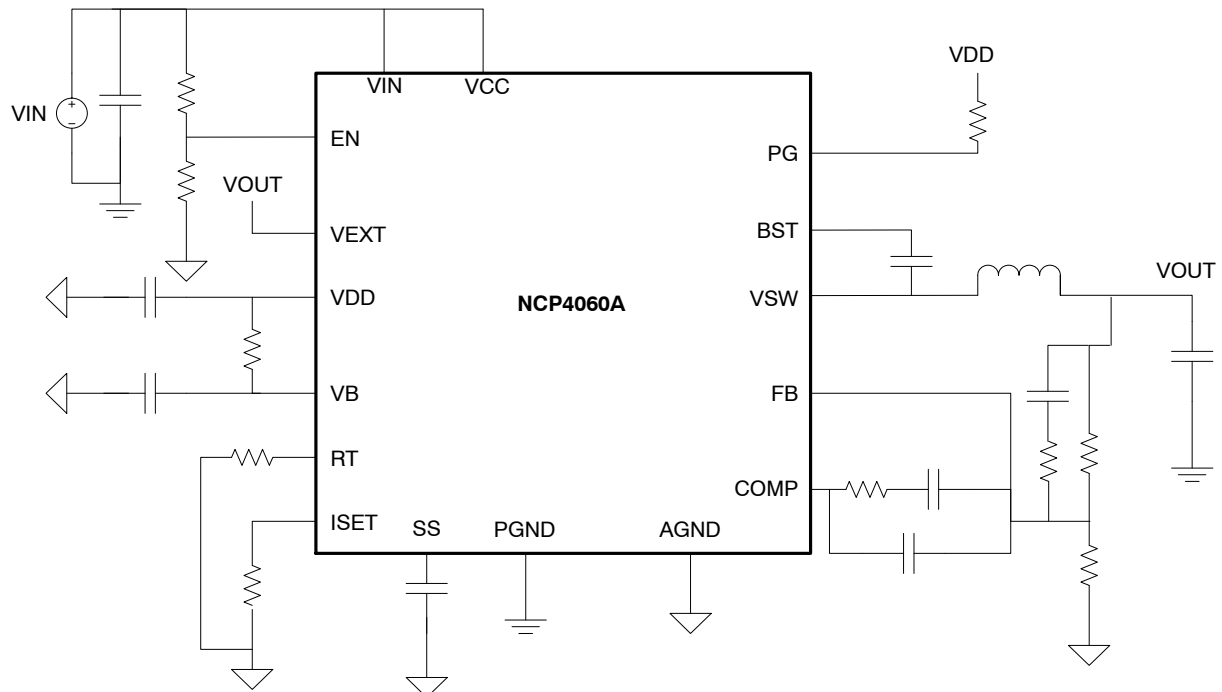 VDD
VIN
VCC
VIN
+
−
EN
PG
VOUT
VEXT
BST
VOUT
VDD
NCP4060A
VSW
VB
FB
RT
COMP
ISET
SS
PGND
AGND